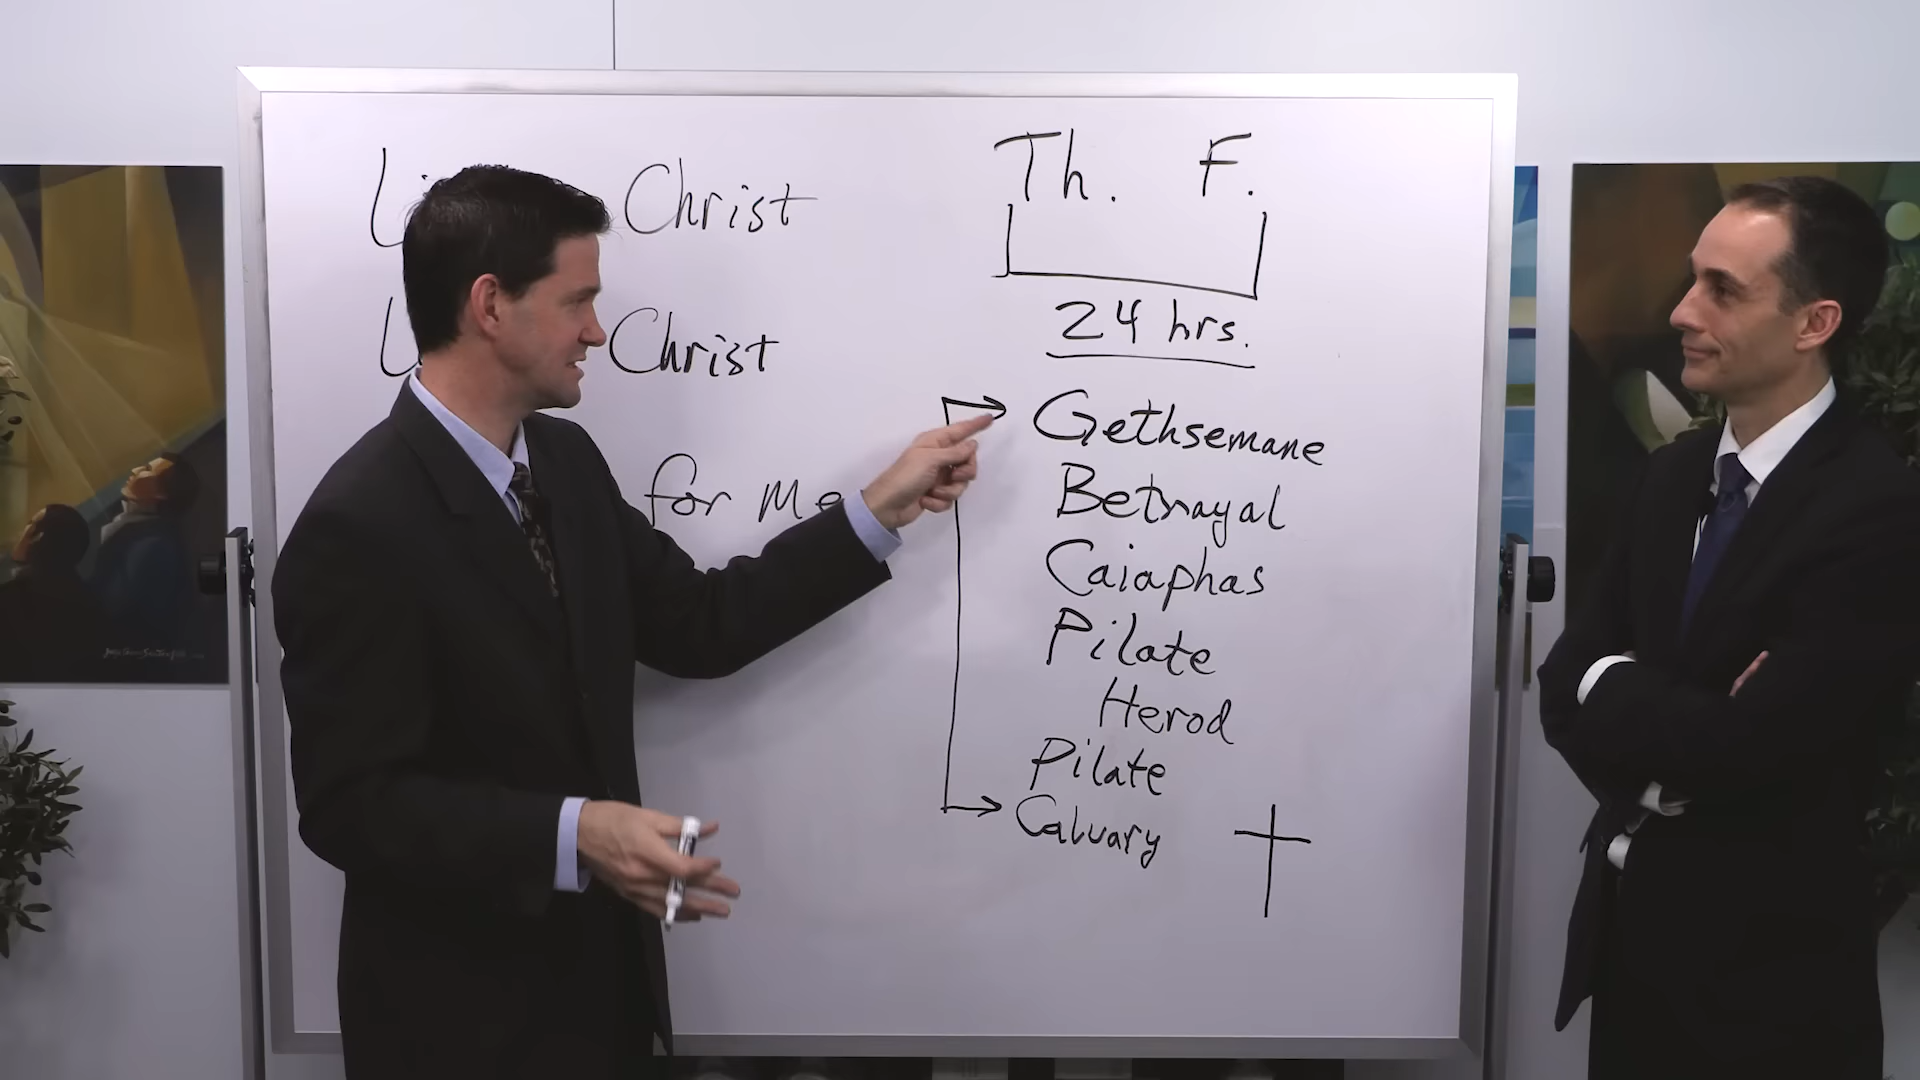 Christ
Christ
for Me
Th. F.
24 hrs.
Gethsemane
Betrayal
Caiaphas
Pilate
Herod
Pilate
Calvary